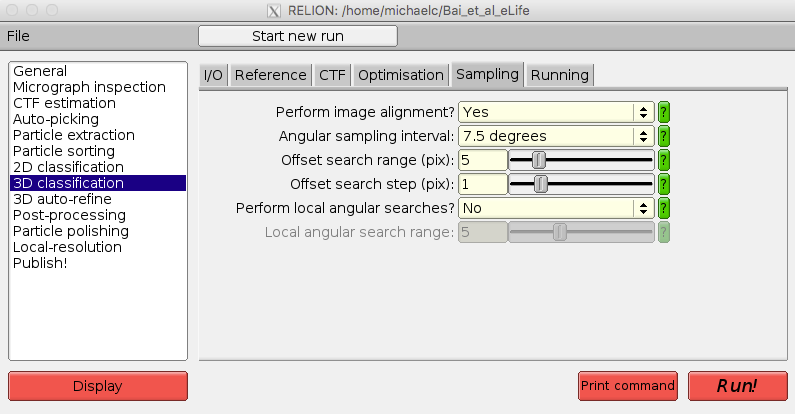 X RELION: /home/michaelc/Bai_et_al_eLife
File
Start new run
General
Micrograph inspection
CTF estimation
Auto-picking
Particle extraction
Particle sorting
2D classification
3D classification
3D auto-refine
Post-processing
Particle polishing
Local-resolution
Publish!
I/O Reference CTF Optimisation Sampling Running
Perform image alignment? Yes ?
Angular sampling interval: 7.5 degrees ?
Offset search range (pix): 5 ?
Offset search step (pix): 1 ?
Perform local angular searches? No ?
Local angular search range: 5 ?
Display
Print command
Run!